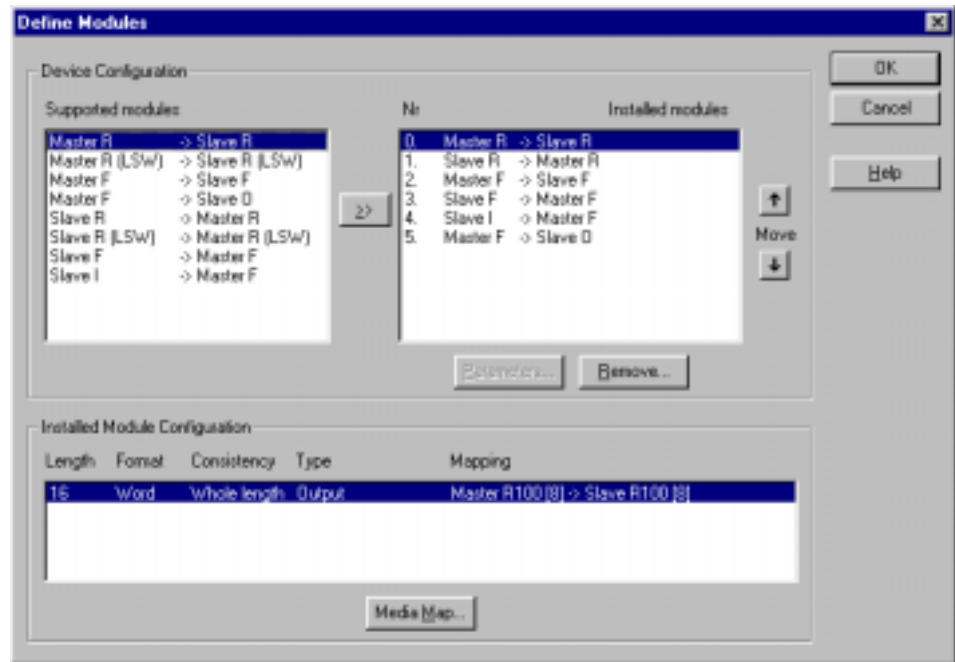 Define Modules
Device Configuration
OK
Cancel
Help
Supported modules
Master R -> Slave R
Master R (LSW) -> Slave R (LSW)
Master F -> Slave F
Master F -> Slave O
Slave R -> Master R
Slave R (LSW) -> Master R (LSW)
Slave F -> Master F
Slave I -> Master F
>>
Nr Installed modules
0. Master R -> Slave R
1. Slave R -> Master R
2. Master F -> Slave F
3. Slave F -> Master F
4. Slave I -> Master F
5. Master F -> Slave O
Move
Parameters... Remove...
Installed Module Configuration
Length Format Consistency Type Mapping
16 Word Whole length Output Master R100 [8] -> Slave R100 [8]
Media Map...